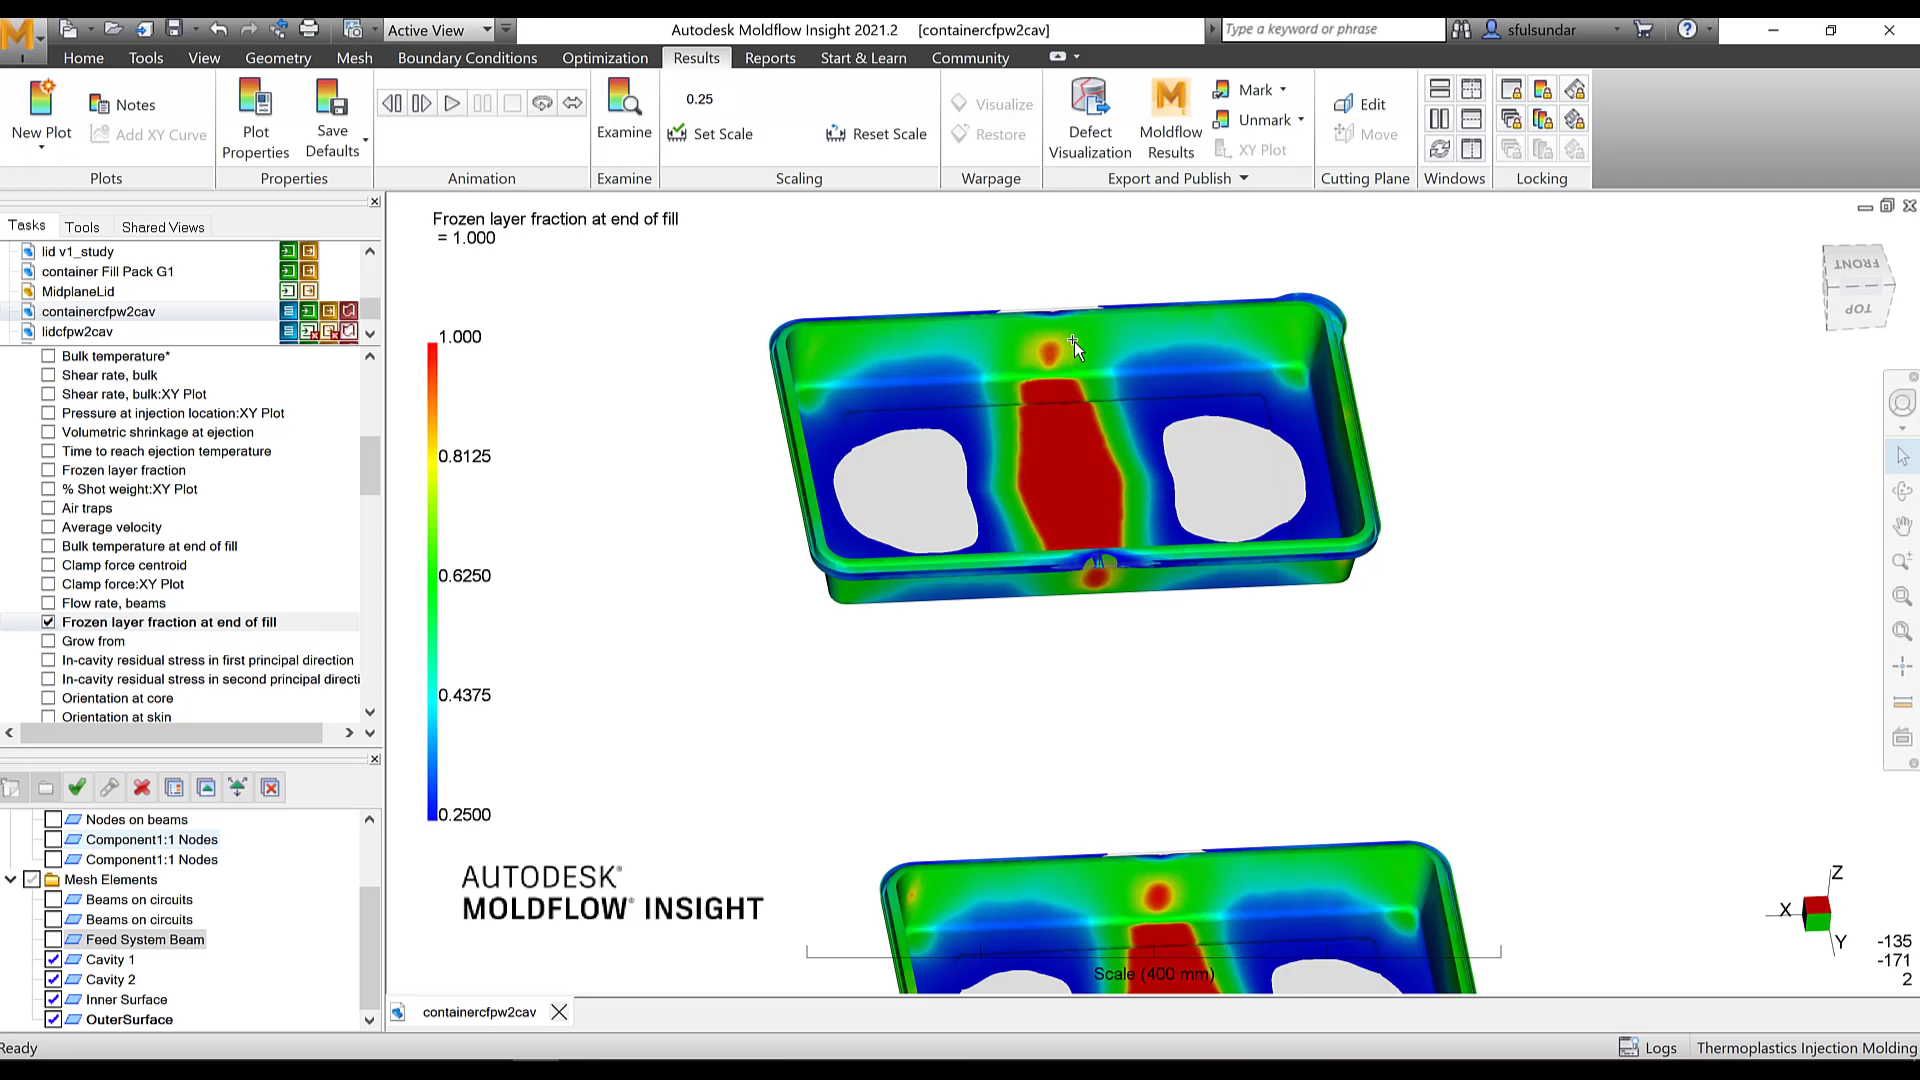 Active View
Autodesk Moldflow Insight 2021.2 [containercfpw2cav]
Type a keyword or phrase
sfulsundar
Home Tools View Geometry Mesh Boundary Conditions Optimization Results Reports Start & Learn Community
New Plot
Notes
Add XY Curve
Plots
Plot Properties
Save Defaults
Properties
Animation
Examine
Examine
0.25
Set Scale
Reset Scale
Scaling
Visualize
Restore
Warpage
Defect Visualization
Moldflow Results
Mark
Unmark
XY Plot
Export and Publish
Edit
Move
Cutting Plane
Windows
Locking
Tasks Tools Shared Views
lid v1_study
container Fill Pack G1
MidplaneLid
containercfpw2cav
lidcfpw2cav
Bulk temperature*
Shear rate, bulk
Shear rate, bulk:XY Plot
Pressure at injection location:XY Plot
Volumetric shrinkage at ejection
Time to reach ejection temperature
Frozen layer fraction
% Shot weight:XY Plot
Air traps
Average velocity
Bulk temperature at end of fill
Clamp force centroid
Clamp force:XY Plot
Flow rate, beams
Frozen layer fraction at end of fill
Grow from
In-cavity residual stress in first principal direction
In-cavity residual stress in second principal directi
Orientation at core
Orientation at skin
Nodes on beams
Component1:1 Nodes
Component1:1 Nodes
Mesh Elements
Beams on circuits
Beams on circuits
Feed System Beam
Cavity 1
Cavity 2
Inner Surface
OuterSurface
Frozen layer fraction at end of fill
= 1.000
1.000
0.8125
0.6250
0.4375
0.2500
AUTODESK®
MOLDFLOW® INSIGHT
Scale (400 mm)
FRONT
TOP
Z
X
Y
-135
-171
2
containercfpw2cav
Ready
Logs
Thermoplastics Injection Molding